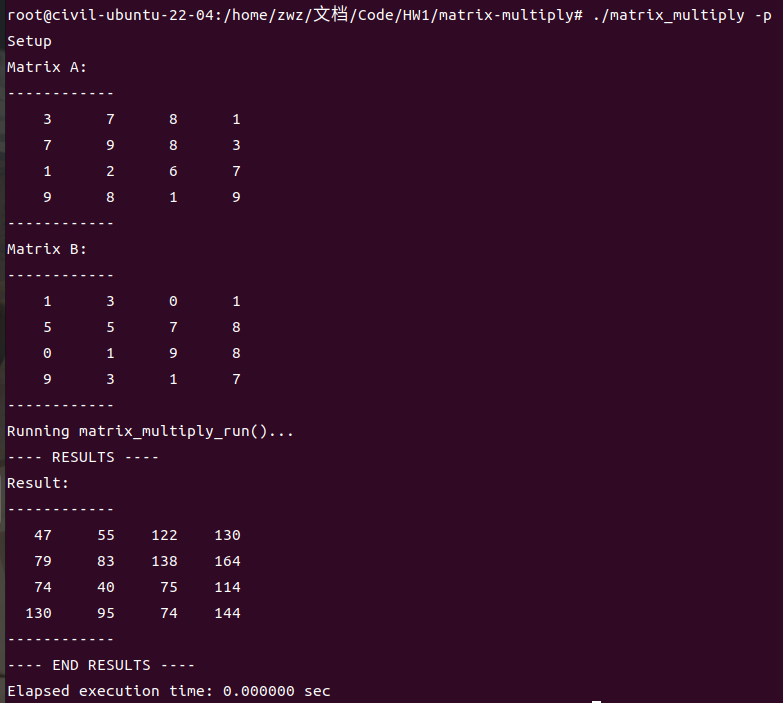 root@civil-ubuntu-22-04:/home/zwz/文档/Code/HW1/matrix-multiply# ./matrix_multiply -p
Setup
Matrix A:
------------
    3      7      8      1
    7      9      8      3
    1      2      6      7
    9      8      1      9
------------
Matrix B:
------------
    1      3      0      1
    5      5      7      8
    0      1      9      8
    9      3      1      7
------------
Running matrix_multiply_run()...
---- RESULTS ----
Result:
------------
   47     55    122    130
   79     83    138    164
   74     40     75    114
  130     95     74    144
------------
---- END RESULTS ----
Elapsed execution time: 0.000000 sec